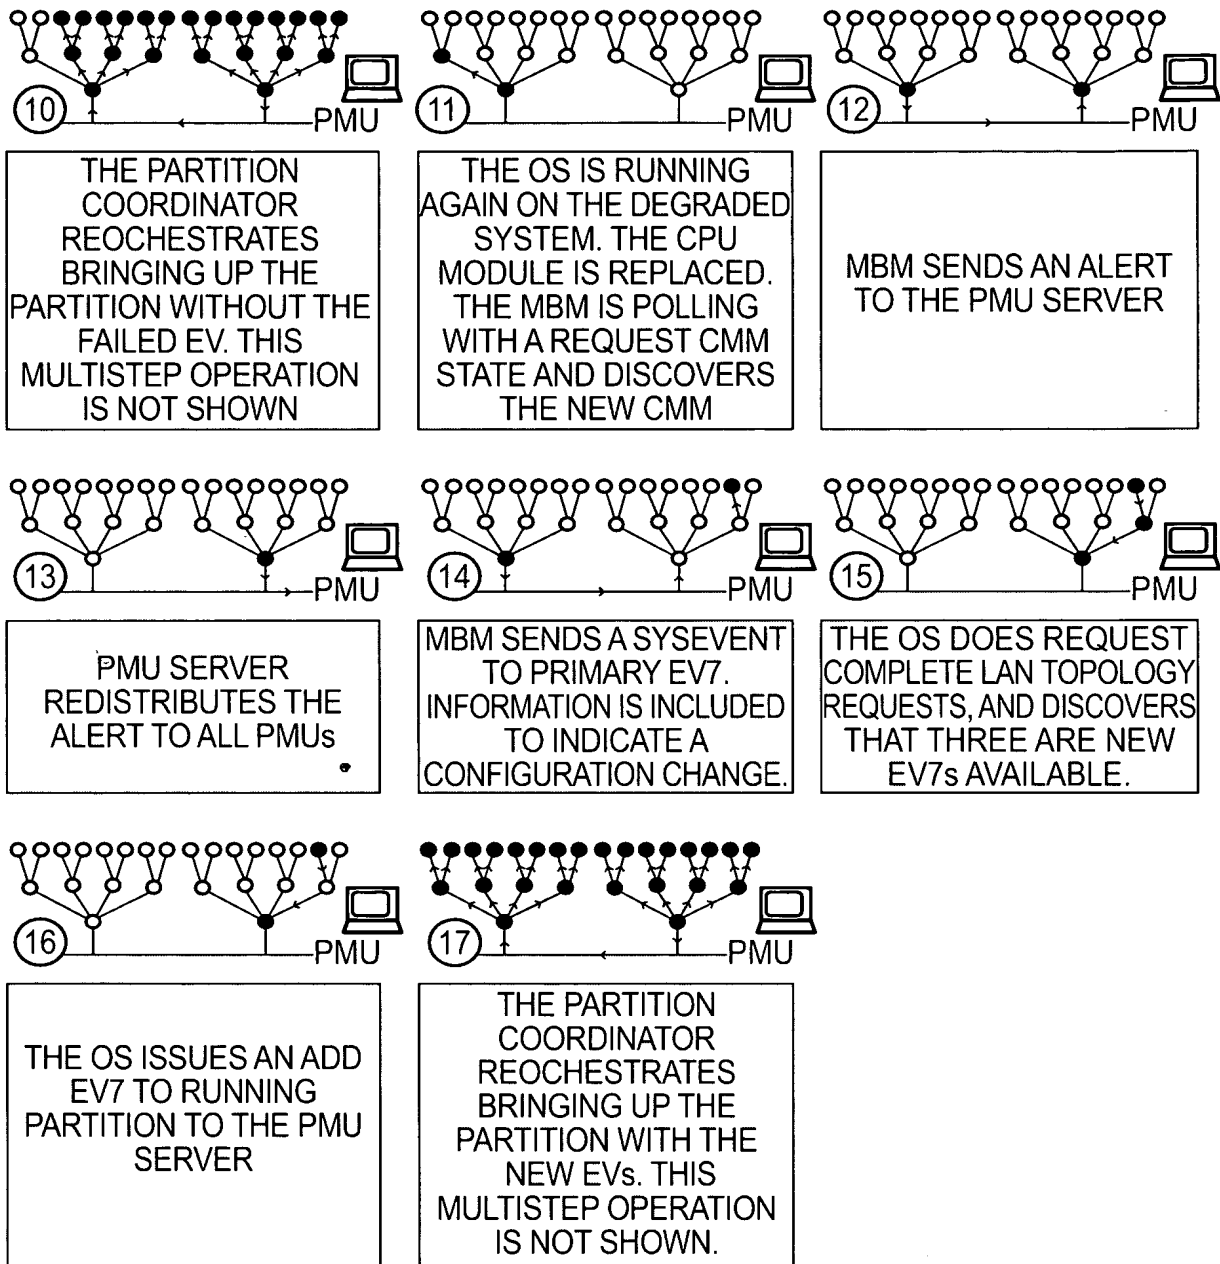 10
PMU
THE PARTITION
COORDINATOR
REOCHESTRATES
BRINGING UP THE
PARTITION WITHOUT THE
FAILED EV. THIS
MULTISTEP OPERATION
IS NOT SHOWN
11
PMU
THE OS IS RUNNING
AGAIN ON THE DEGRADED
SYSTEM. THE CPU
MODULE IS REPLACED.
THE MBM IS POLLING
WITH A REQUEST CMM
STATE AND DISCOVERS
THE NEW CMM
12
PMU
MBM SENDS AN ALERT
TO THE PMU SERVER
13
PMU
PMU SERVER
REDISTRIBUTES THE
ALERT TO ALL PMUs
14
PMU
MBM SENDS A SYSEVENT
TO PRIMARY EV7.
INFORMATION IS INCLUDED
TO INDICATE A
CONFIGURATION CHANGE.
15
PMU
THE OS DOES REQUEST
COMPLETE LAN TOPOLOGY
REQUESTS, AND DISCOVERS
THAT THREE ARE NEW
EV7s AVAILABLE.
16
PMU
THE OS ISSUES AN ADD
EV7 TO RUNNING
PARTITION TO THE PMU
SERVER
17
PMU
THE PARTITION
COORDINATOR
REOCHESTRATES
BRINGING UP THE
PARTITION WITH THE
NEW EVs. THIS
MULTISTEP OPERATION
IS NOT SHOWN.